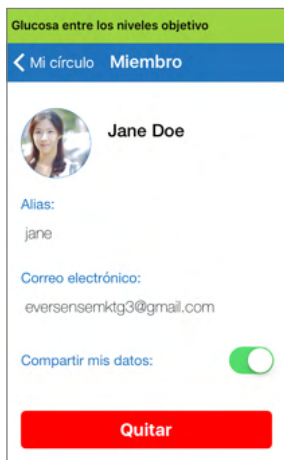 Glucosa entre los niveles objetivo
Mi círculo Miembro
Jane Doe
Alias:
jane
Correo electrónico:
eversensemktg3@gmail.com
Compartir mis datos:
Quitar